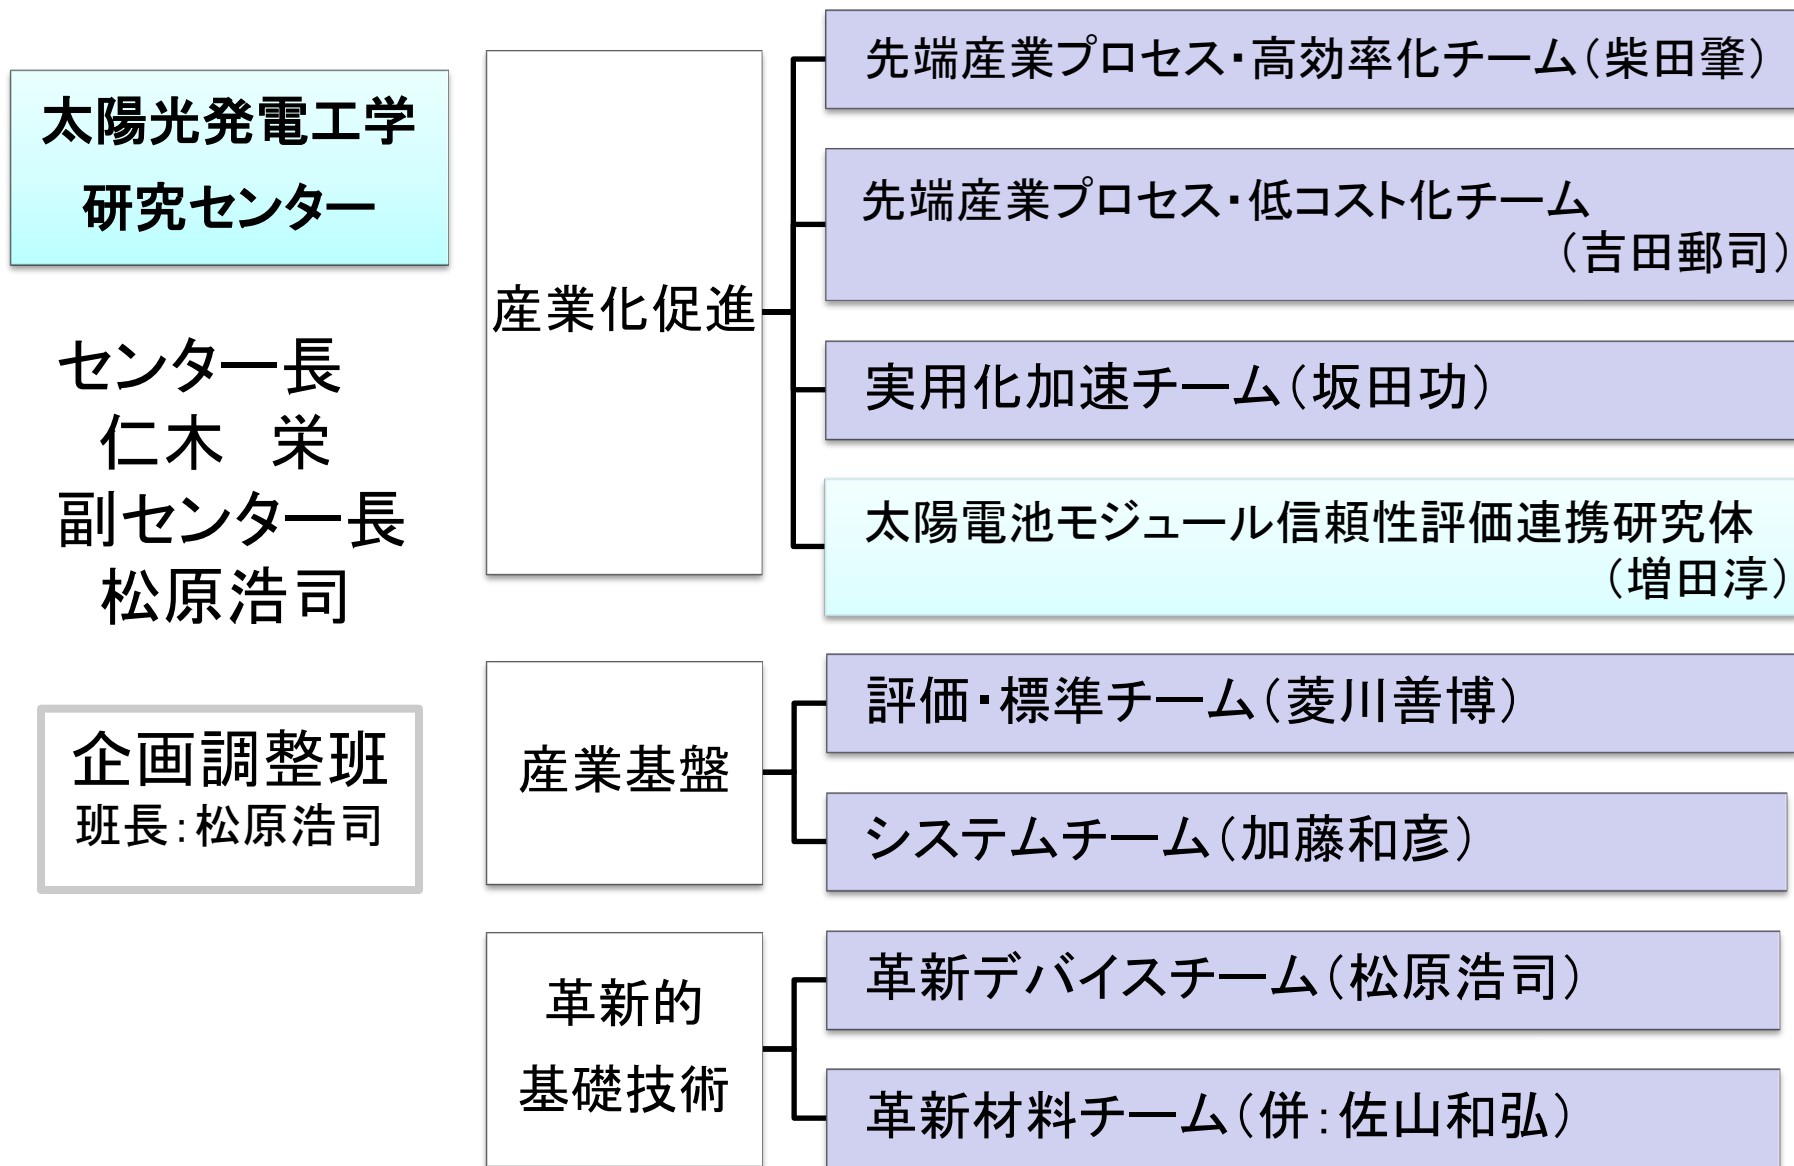 太陽光発電工学
研究センター
センター長
仁木　栄
副センター長
松原浩司
企画調整班
班長：松原浩司
産業化促進
先端産業プロセス・高効率化チーム（柴田肇）
先端産業プロセス・低コスト化チーム
（吉田郵司）
実用化加速チーム（坂田功）
太陽電池モジュール信頼性評価連携研究体
（増田淳）
産業基盤
評価・標準チーム（菱川善博）
システムチーム（加藤和彦）
革新的
基礎技術
革新デバイスチーム（松原浩司）
革新材料チーム（併：佐山和弘）